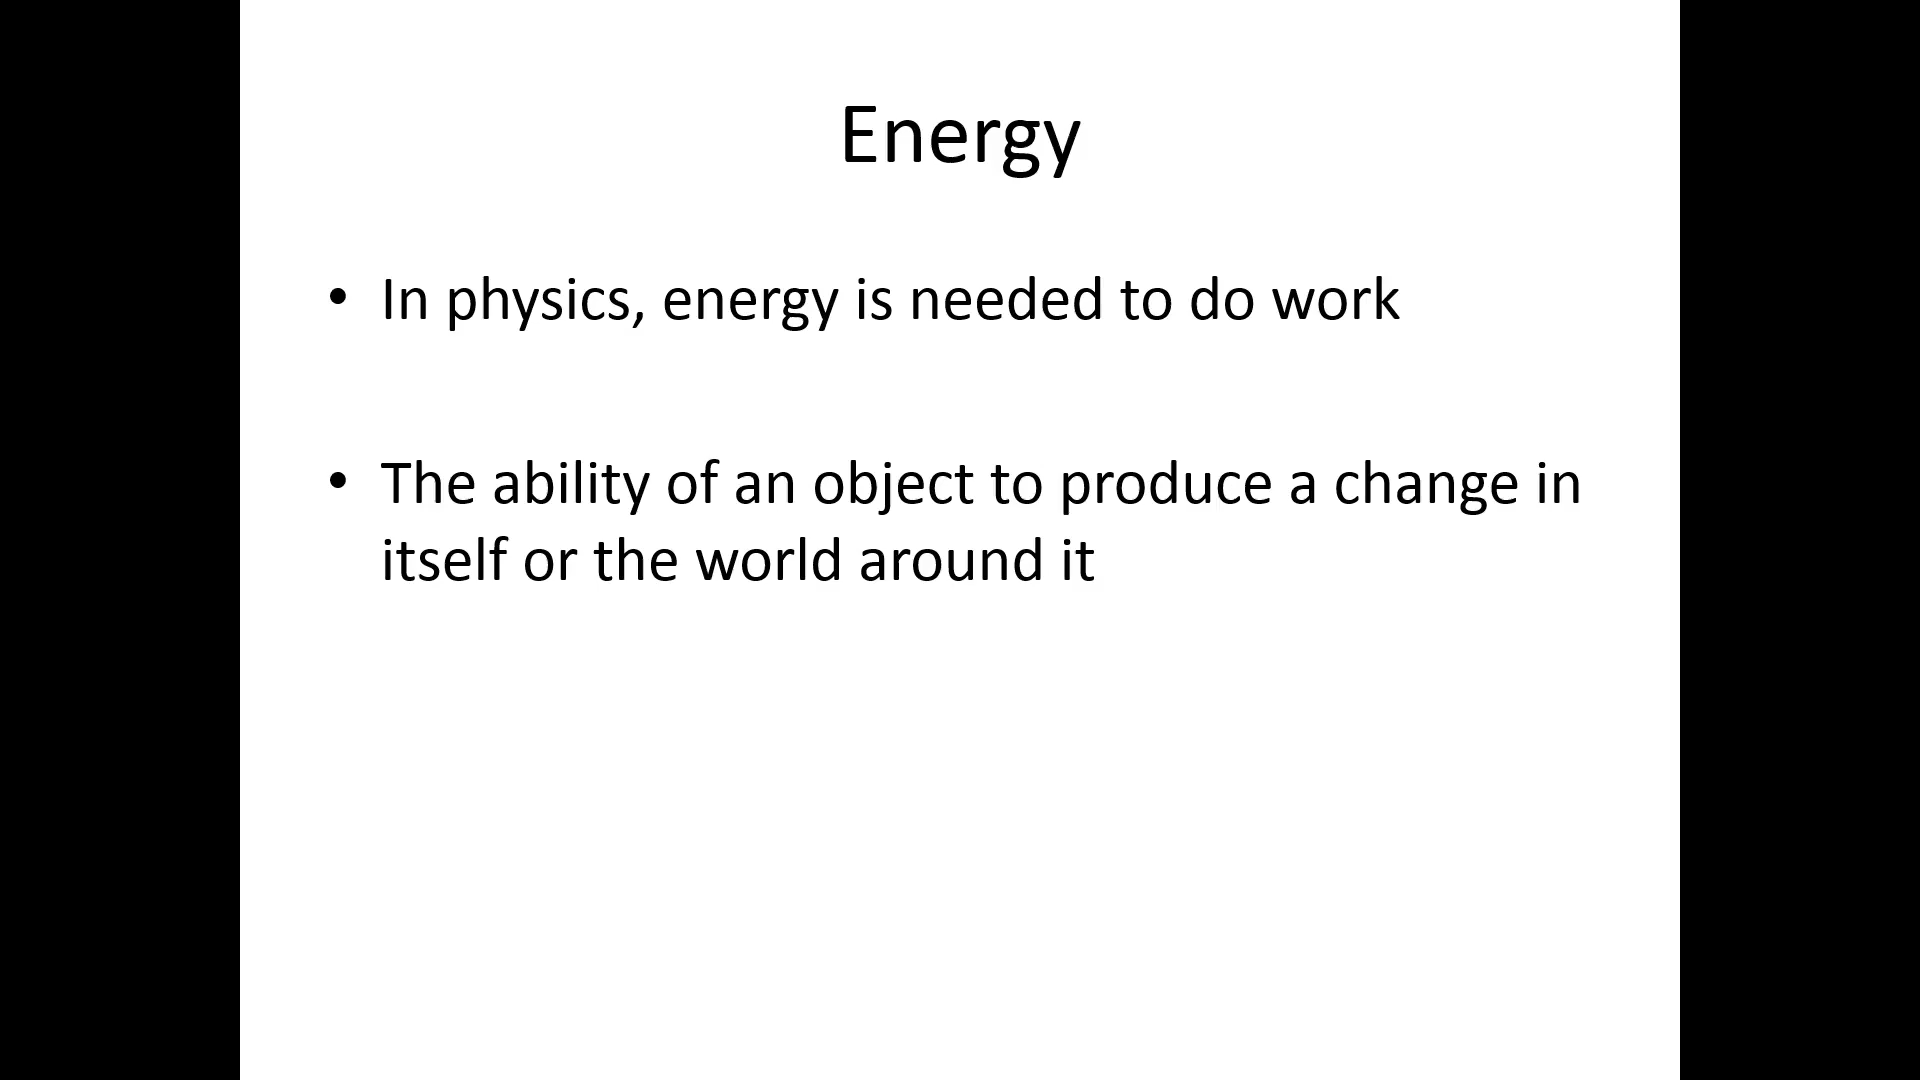 Energy
• In physics, energy is needed to do work
• The ability of an object to produce a change in
itself or the world around it